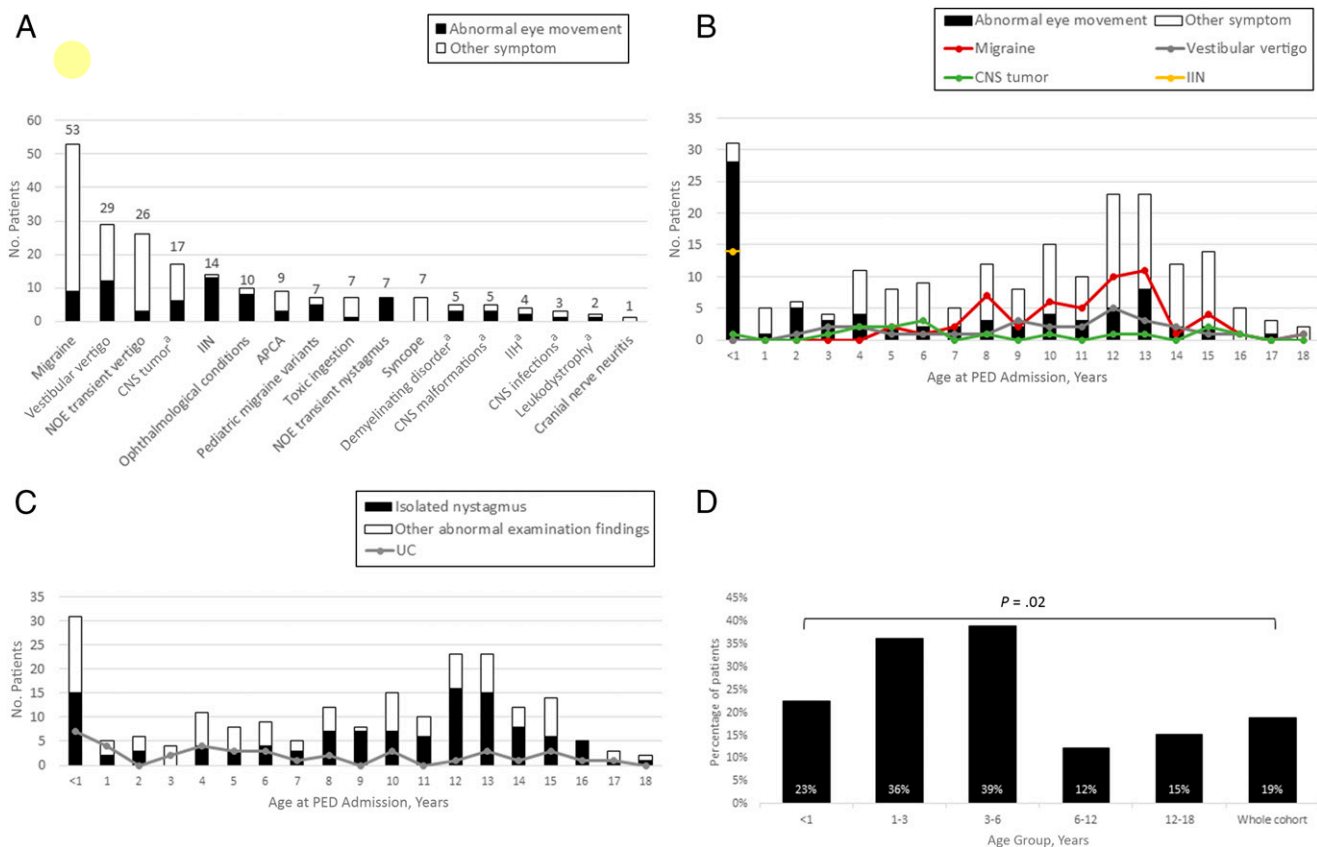 A
Abnormal eye movement
Other symptom
No. Patients
60
50
40
30
20
10
0
53
29
26
17
14
10
9
7
7
7
7
5
5
4
3
2
1
Migraine
Vestibular vertigo
NOE transient vertigo
CNS tumorᵃ
IIN
Ophthalmological conditions
APCA
Pediatric migraine variants
Toxic ingestion
NOE transient nystagmus
Syncope
Demyelinating disorderᵃ
CNS malformationsᵃ
IIHᵃ
CNS infectionsᵃ
Leukodystrophyᵃ
Cranial nerve neuritis
B
Abnormal eye movement Other symptom
Migraine Vestibular vertigo
CNS tumor IIN
No. Patients
35
30
25
20
15
10
5
0
<1 1 2 3 4 5 6 7 8 9 10 11 12 13 14 15 16 17 18
Age at PED Admission, Years
C
Isolated nystagmus
Other abnormal examination findings
UC
No. Patients
35
30
25
20
15
10
5
0
<1 1 2 3 4 5 6 7 8 9 10 11 12 13 14 15 16 17 18
Age at PED Admission, Years
D
P = .02
Percentage of patients
45%
40%
35%
30%
25%
20%
15%
10%
5%
0%
23% 36% 39% 12% 15% 19%
<1 1-3 3-6 6-12 12-18 Whole cohort
Age Group, Years